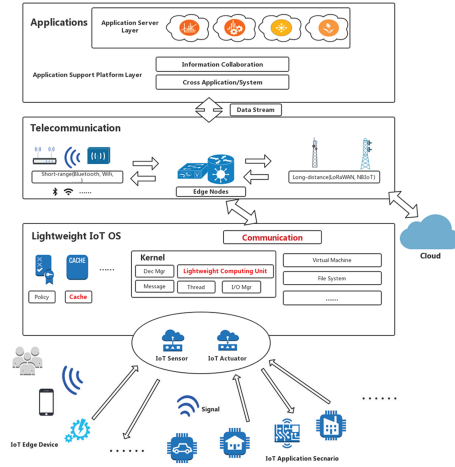 Applications
Application Server
Layer
Application Support Platform Layer
Information Collaboration
Cross Application/System
Data Stream
Telecommunication
Short-range(Bluetooth, Wifi,
)
......
Edge Nodes
Long-distance(LoRaWAN, NBIoT)
Cloud
Lightweight IoT OS
Communication
CACHE
......
Policy
Cache
Kernel
Dec Mgr
Lightweight Computing Unit
Message
Thread
I/O Mgr
Virtual Machine
File System
......
IoT Sensor
IoT Actuator
Signal
......
IoT Edge Device
......
IoT Application Secnario